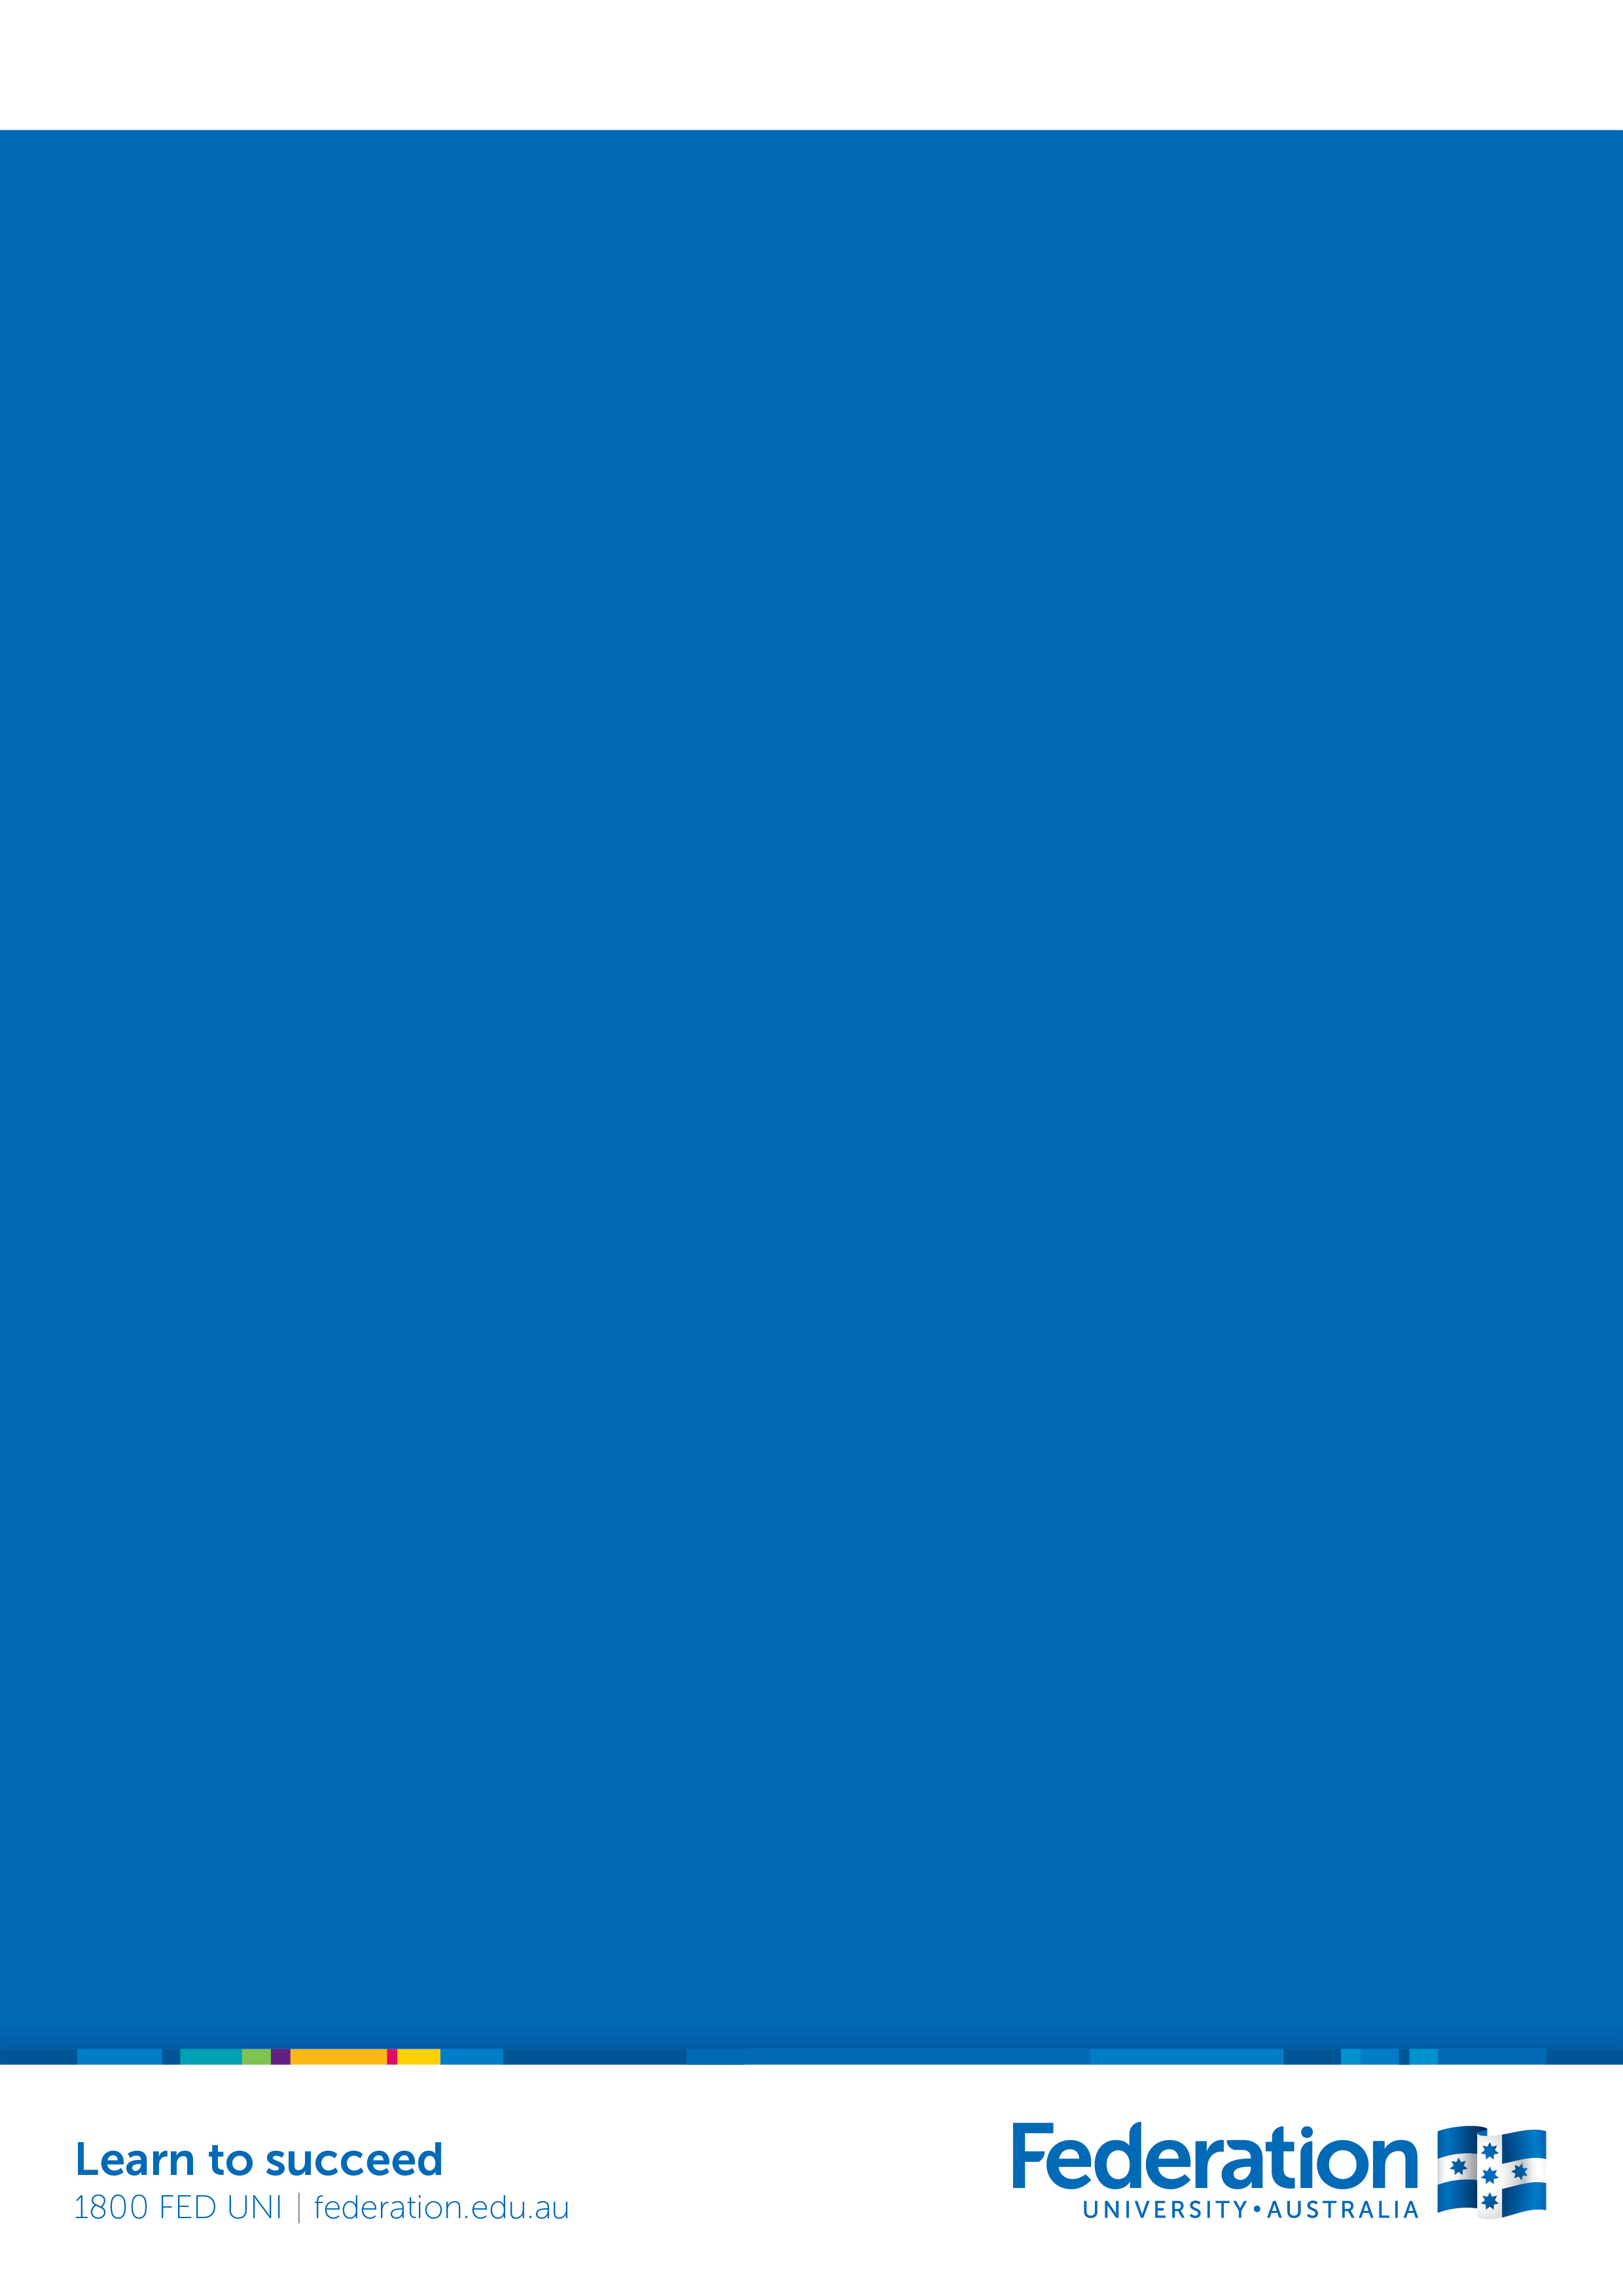 Learn to succeed
1800 FED UNI | federation.edu.au
Federation
UNIVERSITY•AUSTRALIA